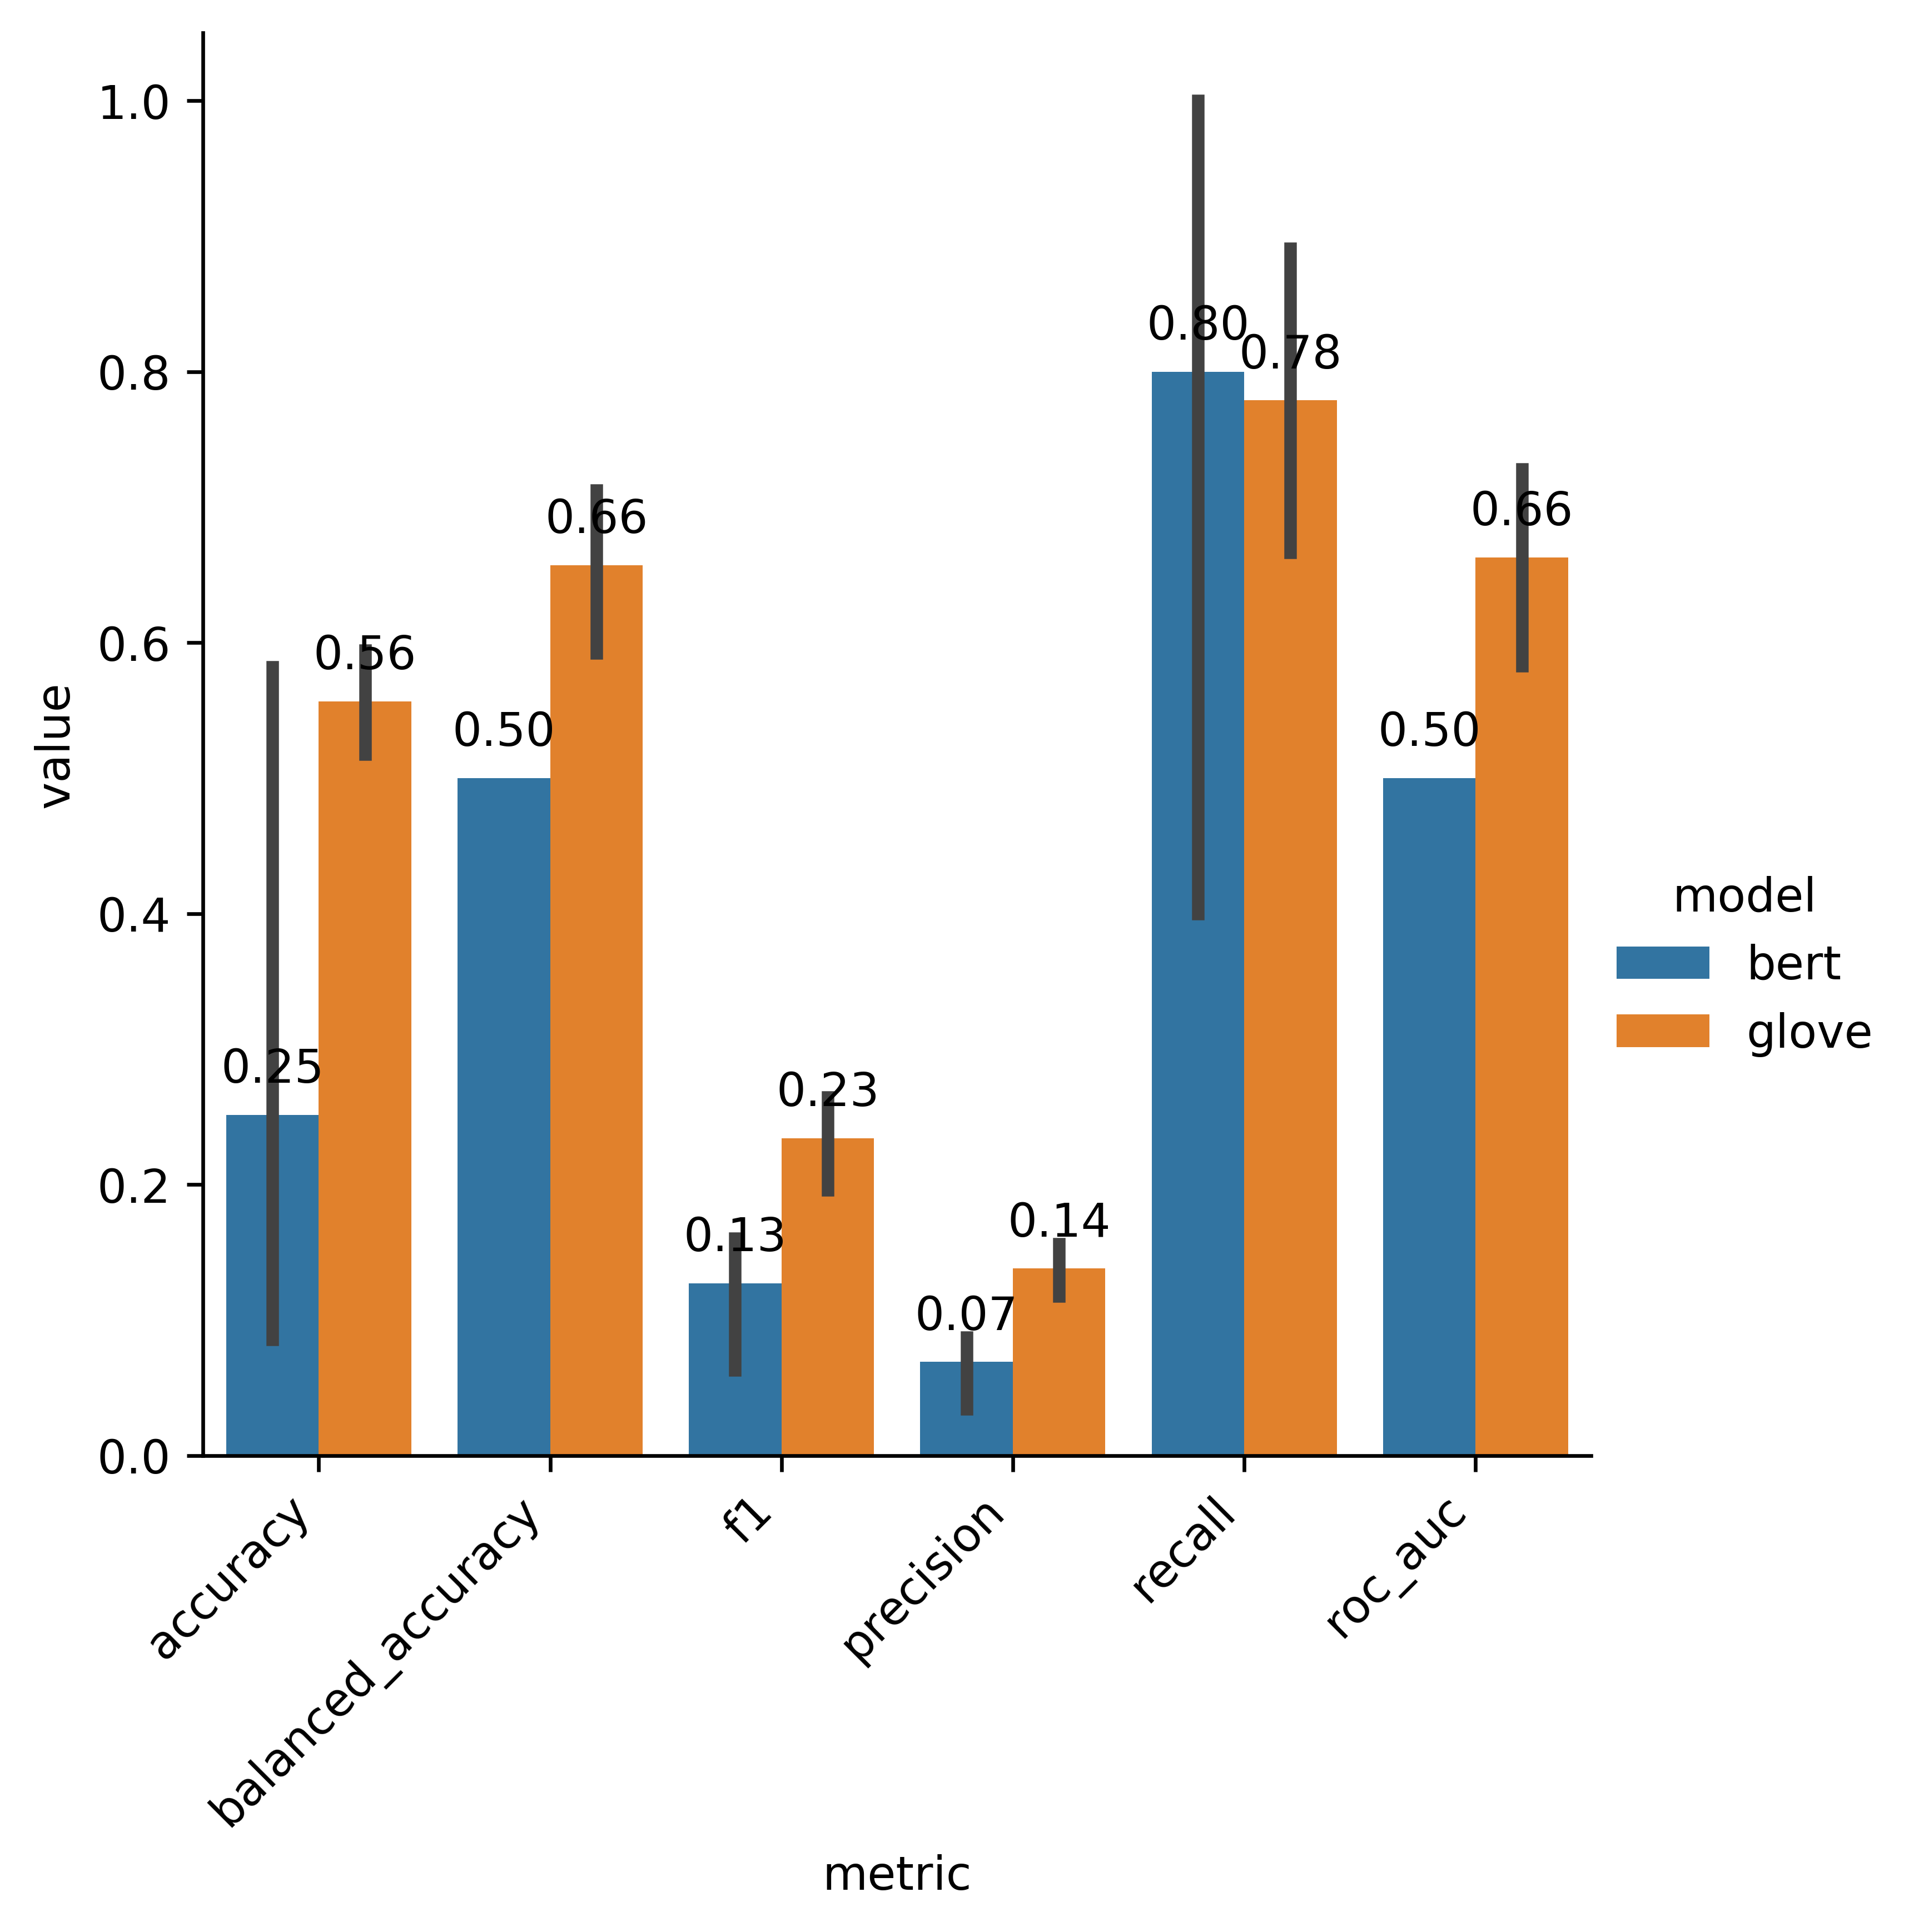 1.0
0.8
0.6
0.4
0.2
0.0
value
0.25
0.56
0.50
0.66
0.13
0.23
0.07
0.14
0.80
0.78
0.50
0.66
model
bert
glove
accuracy
balanced_accuracy
f1
precision
recall
roc_auc
metric